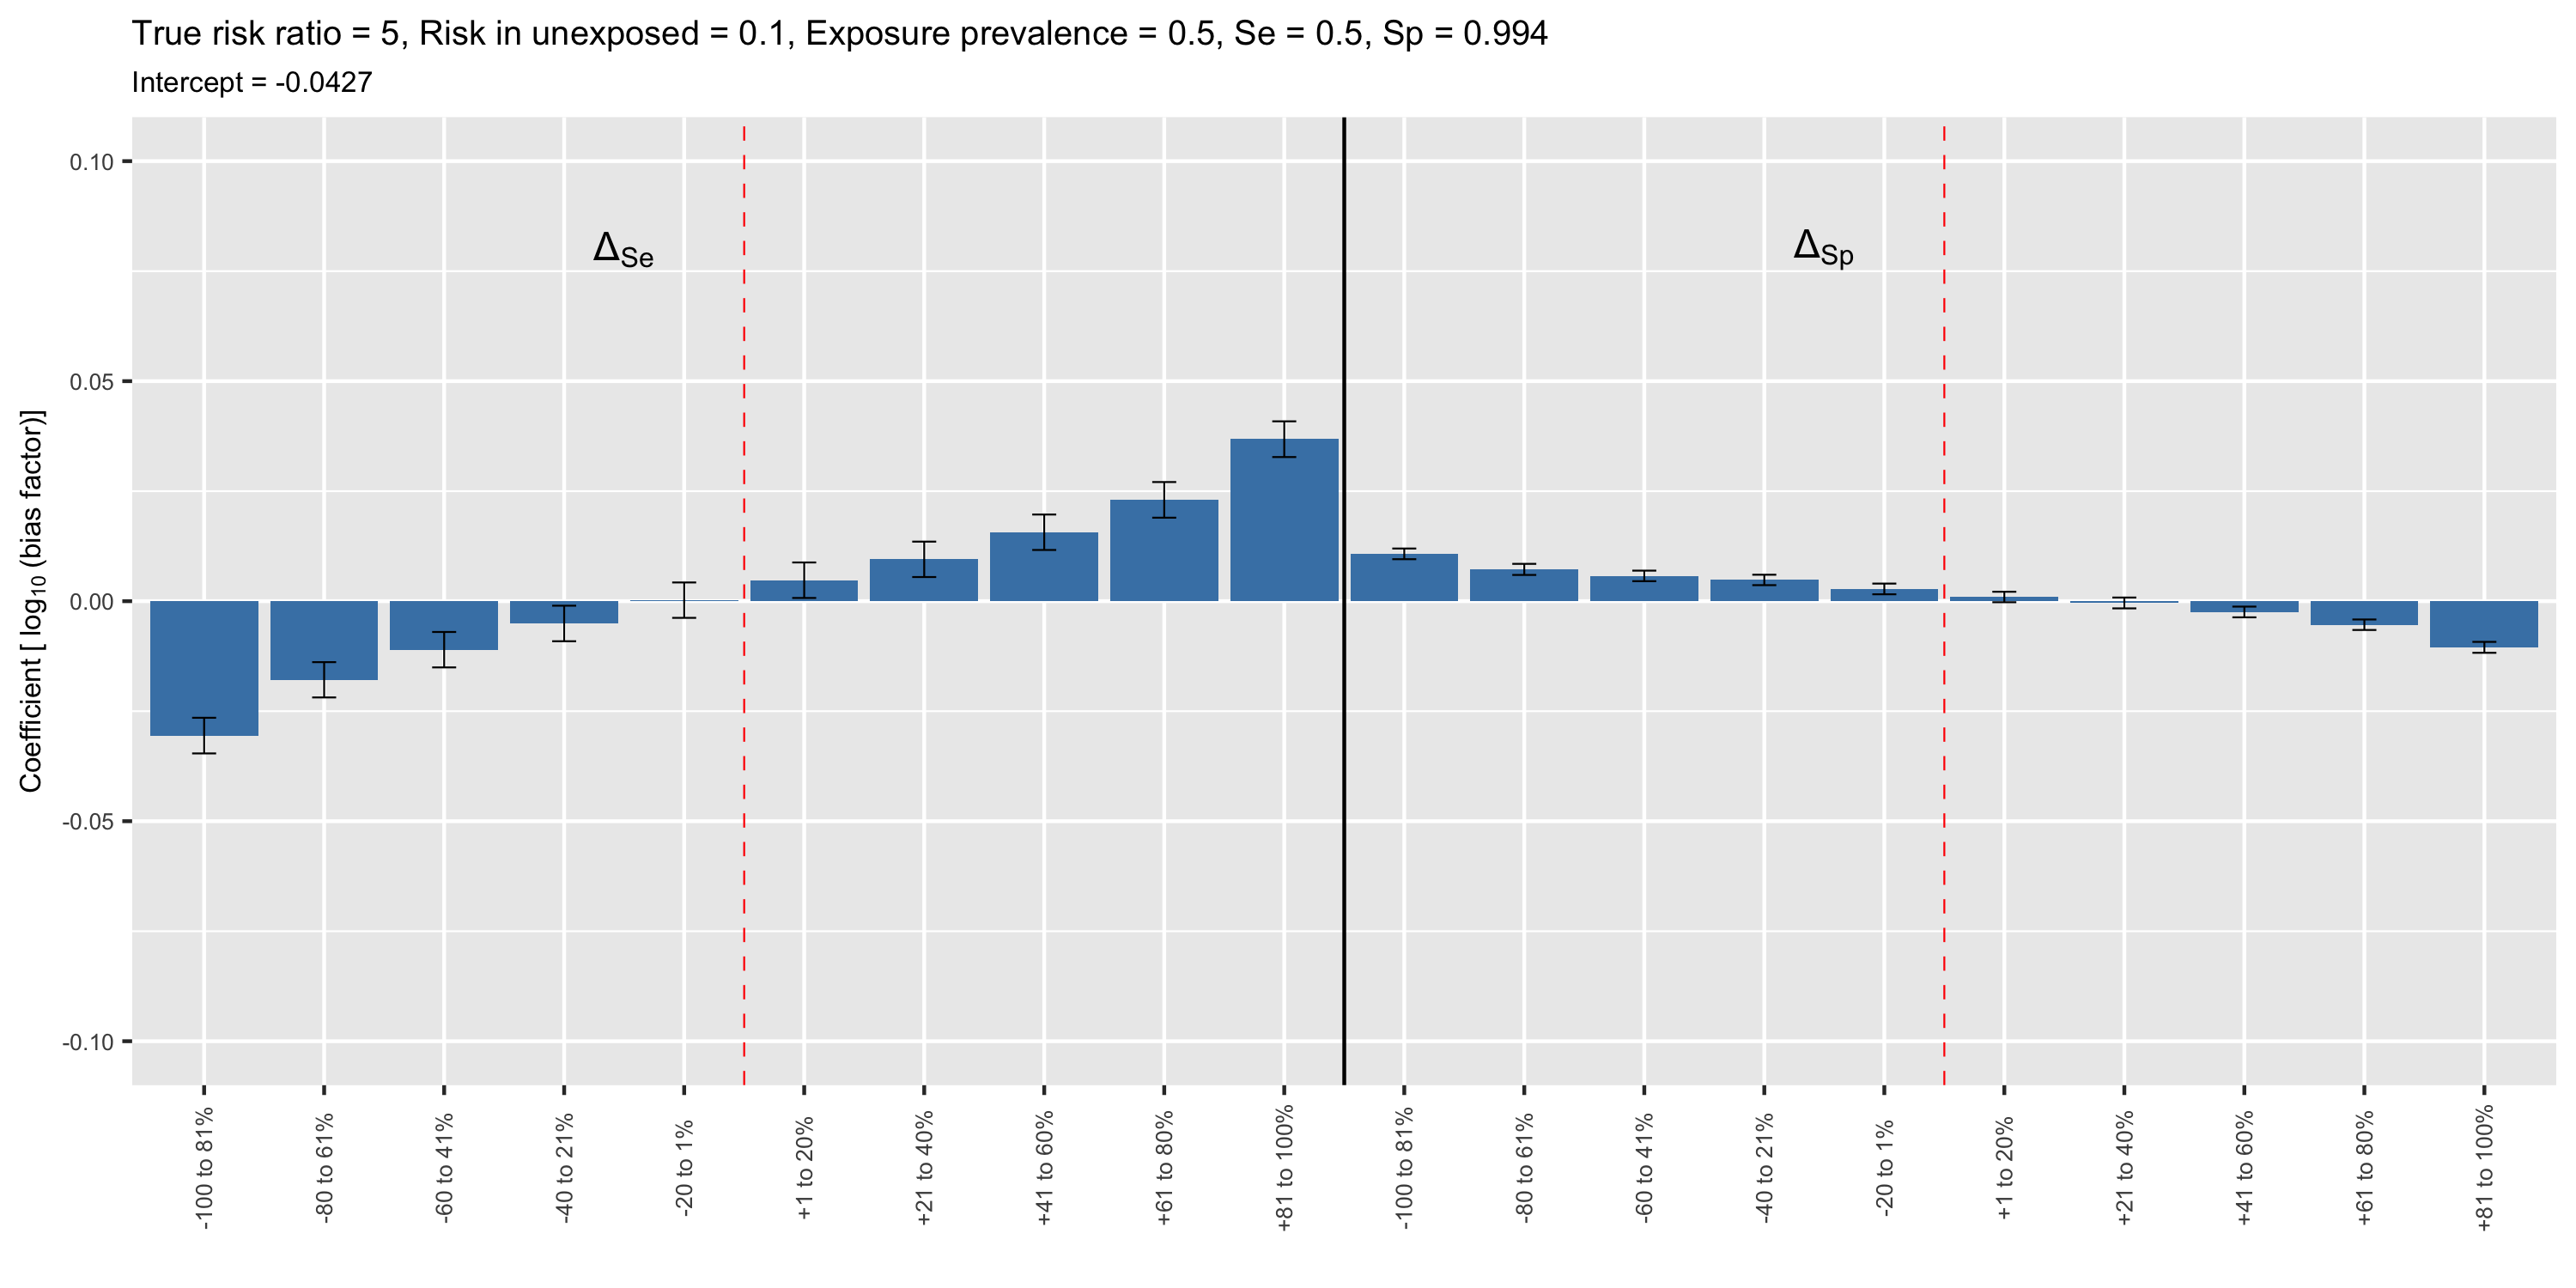 True risk ratio = 5, Risk in unexposed = 0.1, Exposure prevalence = 0.5, Se = 0.5, Sp = 0.994
Intercept = -0.0427
Coefficient [ log10 (bias factor)]
0.10
0.05
0.00
-0.05
-0.10
ΔSe
ΔSp
-100 to 81%
-80 to 61%
-60 to 41%
-40 to 21%
-20 to 1%
+1 to 20%
+21 to 40%
+41 to 60%
+61 to 80%
+81 to 100%
-100 to 81%
-80 to 61%
-60 to 41%
-40 to 21%
-20 to 1%
+1 to 20%
+21 to 40%
+41 to 60%
+61 to 80%
+81 to 100%